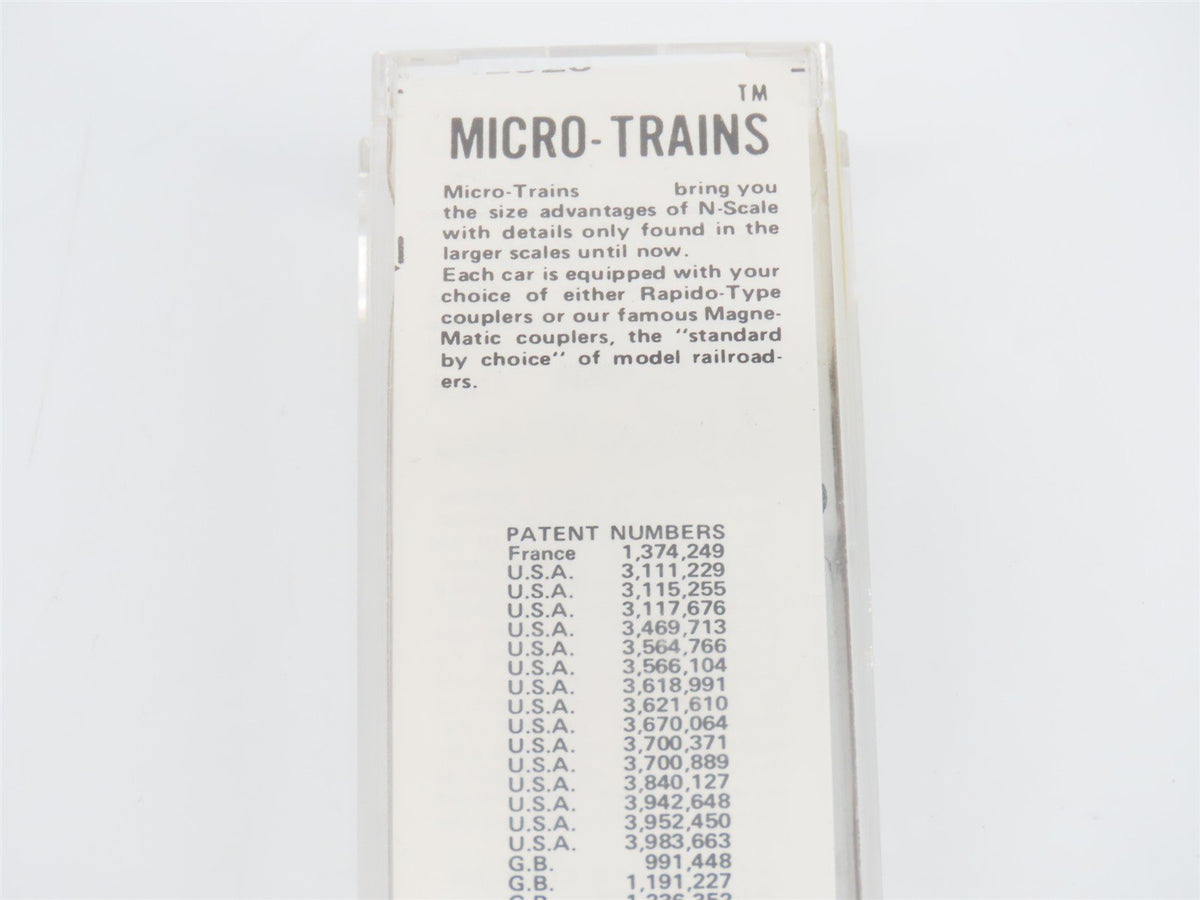 TM
MICRO-TRAINS
Micro-Trains bring you
the size advantages of N-Scale
with details only found in the
larger scales until now.
Each car is equipped with your
choice of either Rapido-Type
couplers or our famous Magne-
Matic couplers, the "standard
by choice" of model railroad-
ers.
PATENT NUMBERS
France 1,374,249
U.S.A. 3,111,229
U.S.A. 3,115,255
U.S.A. 3,117,676
U.S.A. 3,469,713
U.S.A. 3,564,766
U.S.A. 3,566,104
U.S.A. 3,618,991
U.S.A. 3,621,610
U.S.A. 3,670,064
U.S.A. 3,700,371
U.S.A. 3,700,889
U.S.A. 3,840,127
U.S.A. 3,942,648
U.S.A. 3,952,450
U.S.A. 3,983,663
G.B. 991,448
G.B. 1,191,227
G.B.